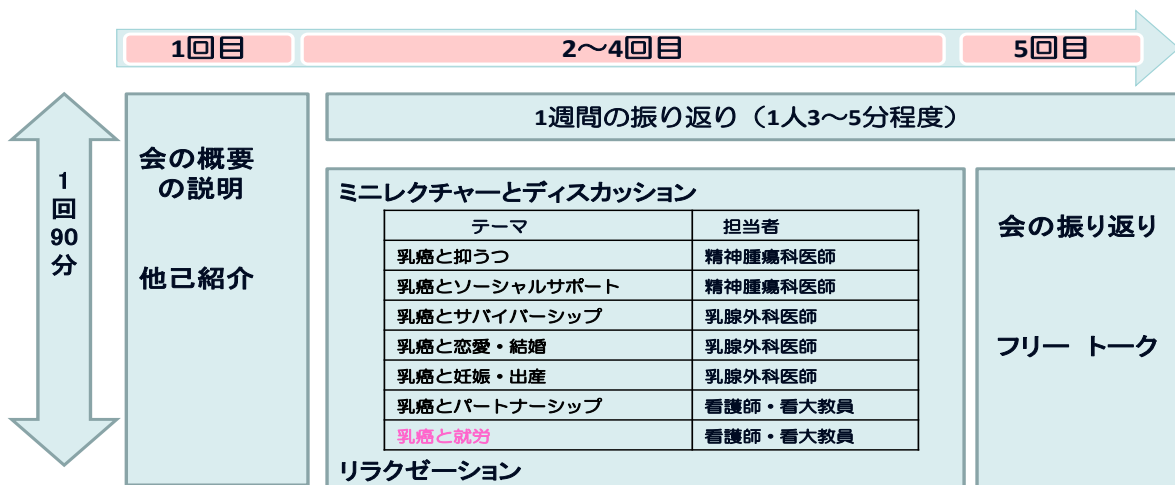 1回目
2～4回目
5回目
1
回
90
分
会の概要
の説明
他己紹介
1週間の振り返り（1人3～5分程度）
ミニレクチャーとディスカッション
テーマ 担当者
乳癌と抑うつ 精神腫瘍科医師
乳癌とソーシャルサポート 精神腫瘍科医師
乳癌とサバイバーシップ 乳腺外科医師
乳癌と恋愛・結婚 乳腺外科医師
乳癌と妊娠・出産 乳腺外科医師
乳癌とパートナーシップ 看護師・看大教員
乳癌と就労 看護師・看大教員
リラクゼーション
会の振り返り
フリー トーク